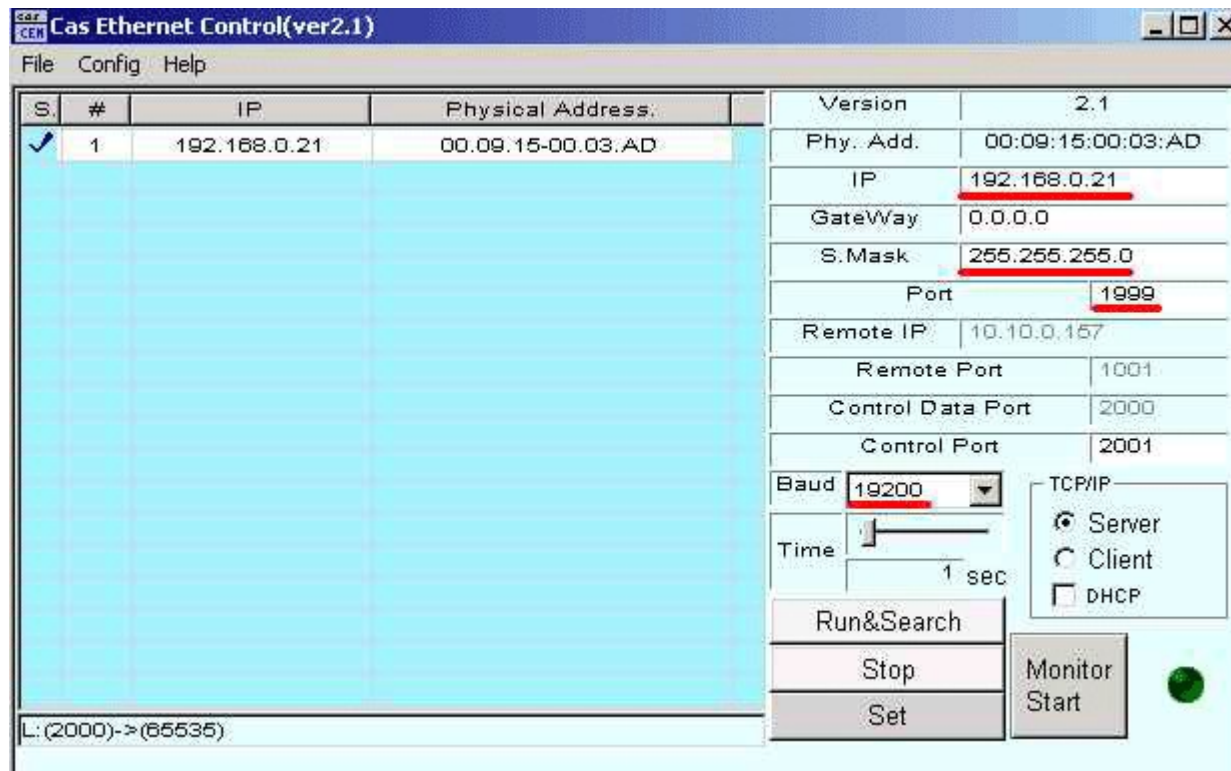 Cas Ethernet Control(ver2.1)
File Config Help
S. # IP Physical Address.
1 192.168.0.21 00.09.15-00.03.AD
Version 2.1
Phy. Add. 00:09:15:00:03:AD
IP 192.168.0.21
GateWay 0.0.0.0
S.Mask 255.255.255.0
Port 1999
Remote IP 10.10.0.157
Remote Port 1001
Control Data Port 2000
Control Port 2001
Baud 19200
TCP/IP
Server
Client
DHCP
Time
1 sec
Run&Search
Stop
Set
Monitor
Start
L:(2000)->(65535)